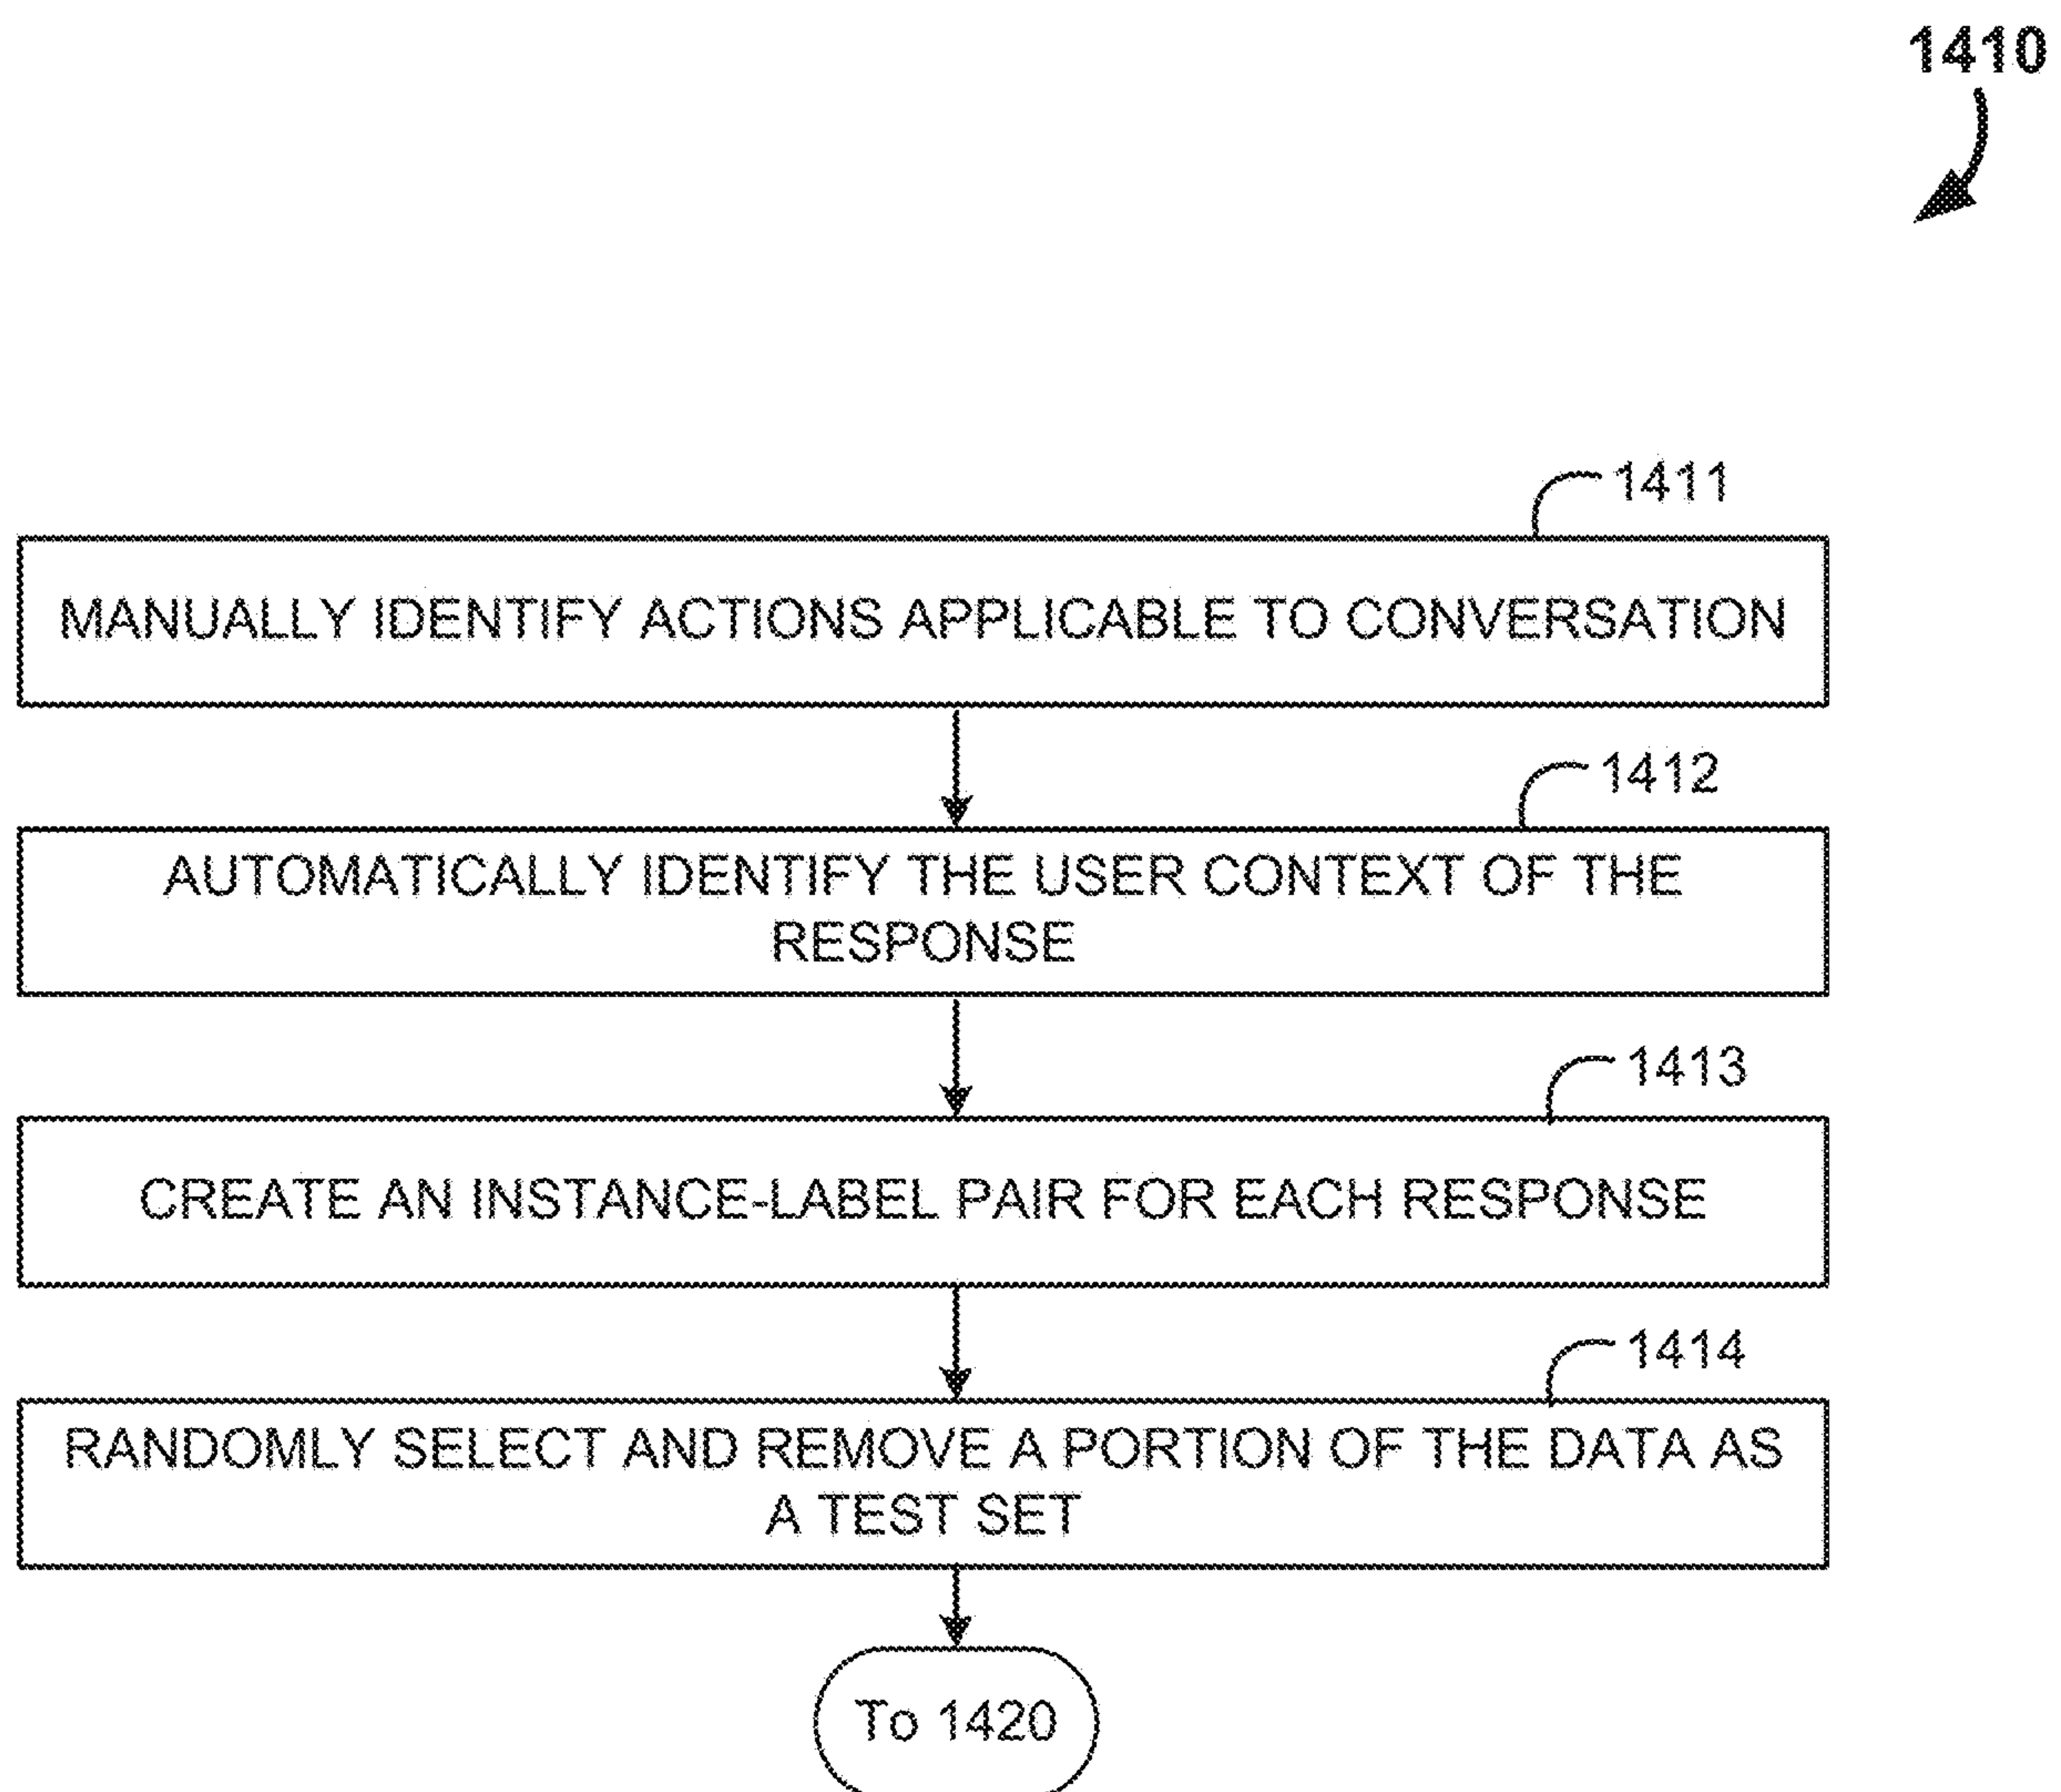 1410
1411
MANUALLY IDENTIFY ACTIONS APPLICABLE TO CONVERSATION
1412
AUTOMATICALLY IDENTIFY THE USER CONTEXT OF THE
RESPONSE
1413
CREATE AN INSTANCE-LABEL PAIR FOR EACH RESPONSE
1414
RANDOMLY SELECT AND REMOVE A PORTION OF THE DATA AS
A TEST SET
To 1420